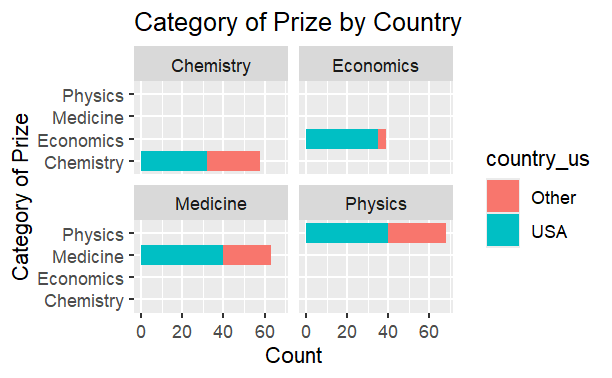 Category of Prize by Country
Chemistry
Economics
Physics
Medicine
Economics
Chemistry
Medicine
Physics
Physics
Medicine
Economics
Chemistry
0 20 40 60
0 20 40 60
Count
Category of Prize
country_us
Other
USA